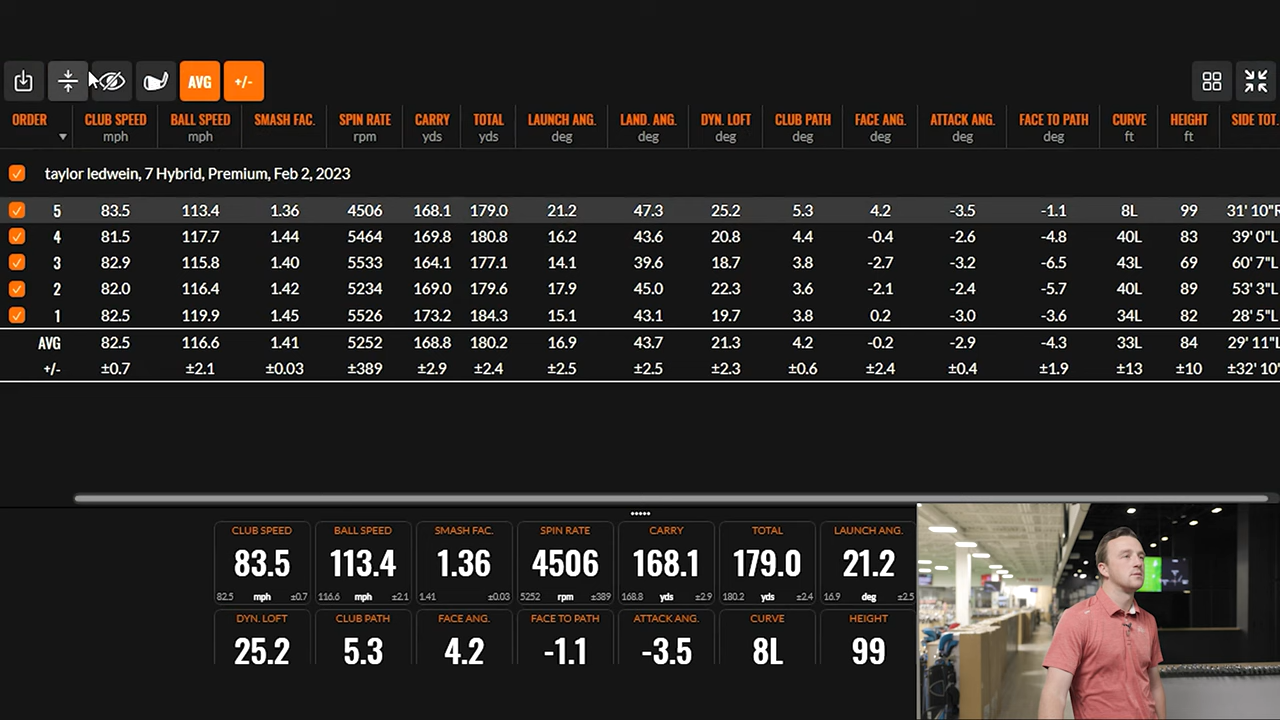 AVG +/-
ORDER CLUB SPEED BALL SPEED SMASH FAC. SPIN RATE CARRY TOTAL LAUNCH ANG. LAND. ANG. DYN. LOFT CLUB PATH FACE ANG. ATTACK ANG. FACE TO PATH CURVE HEIGHT SIDE TOT.
mph mph rpm yds yds deg deg deg deg deg deg deg ft ft
taylor ledwein, 7 Hybrid, Premium, Feb 2, 2023
5 83.5 113.4 1.36 4506 168.1 179.0 21.2 47.3 25.2 5.3 4.2 -3.5 -1.1 8L 99 31' 10"R
4 81.5 117.7 1.44 5464 169.8 180.8 16.2 43.6 20.8 4.4 -0.4 -2.6 -4.8 40L 83 39' 0"L
3 82.9 115.8 1.40 5533 164.1 177.1 14.1 39.6 18.7 3.8 -2.7 -3.2 -6.5 43L 69 60' 7"L
2 82.0 116.4 1.42 5234 169.0 179.6 17.9 45.0 22.3 3.6 -2.1 -2.4 -5.7 40L 89 53' 3"L
1 82.5 119.9 1.45 5526 173.2 184.3 15.1 43.1 19.7 3.8 0.2 -3.0 -3.6 34L 82 28' 5"L
AVG 82.5 116.6 1.41 5252 168.8 180.2 16.9 43.7 21.3 4.2 -0.2 -2.9 -4.3 33L 84 29' 11"L
+/- ±0.7 ±2.1 ±0.03 ±389 ±2.9 ±2.4 ±2.5 ±2.5 ±2.3 ±0.6 ±2.4 ±0.4 ±1.9 ±13 ±10 ±32' 10"
CLUB SPEED BALL SPEED SMASH FAC. SPIN RATE CARRY TOTAL LAUNCH ANG.
83.5 113.4 1.36 4506 168.1 179.0 21.2
82.5 mph ±0.7 116.6 mph ±2.1 1.41 ±0.03 5252 rpm ±389 168.8 yds ±2.9 180.2 yds ±2.4 16.9 deg ±2.5
DYN. LOFT CLUB PATH FACE ANG. FACE TO PATH ATTACK ANG. CURVE HEIGHT
25.2 5.3 4.2 -1.1 -3.5 8L 99